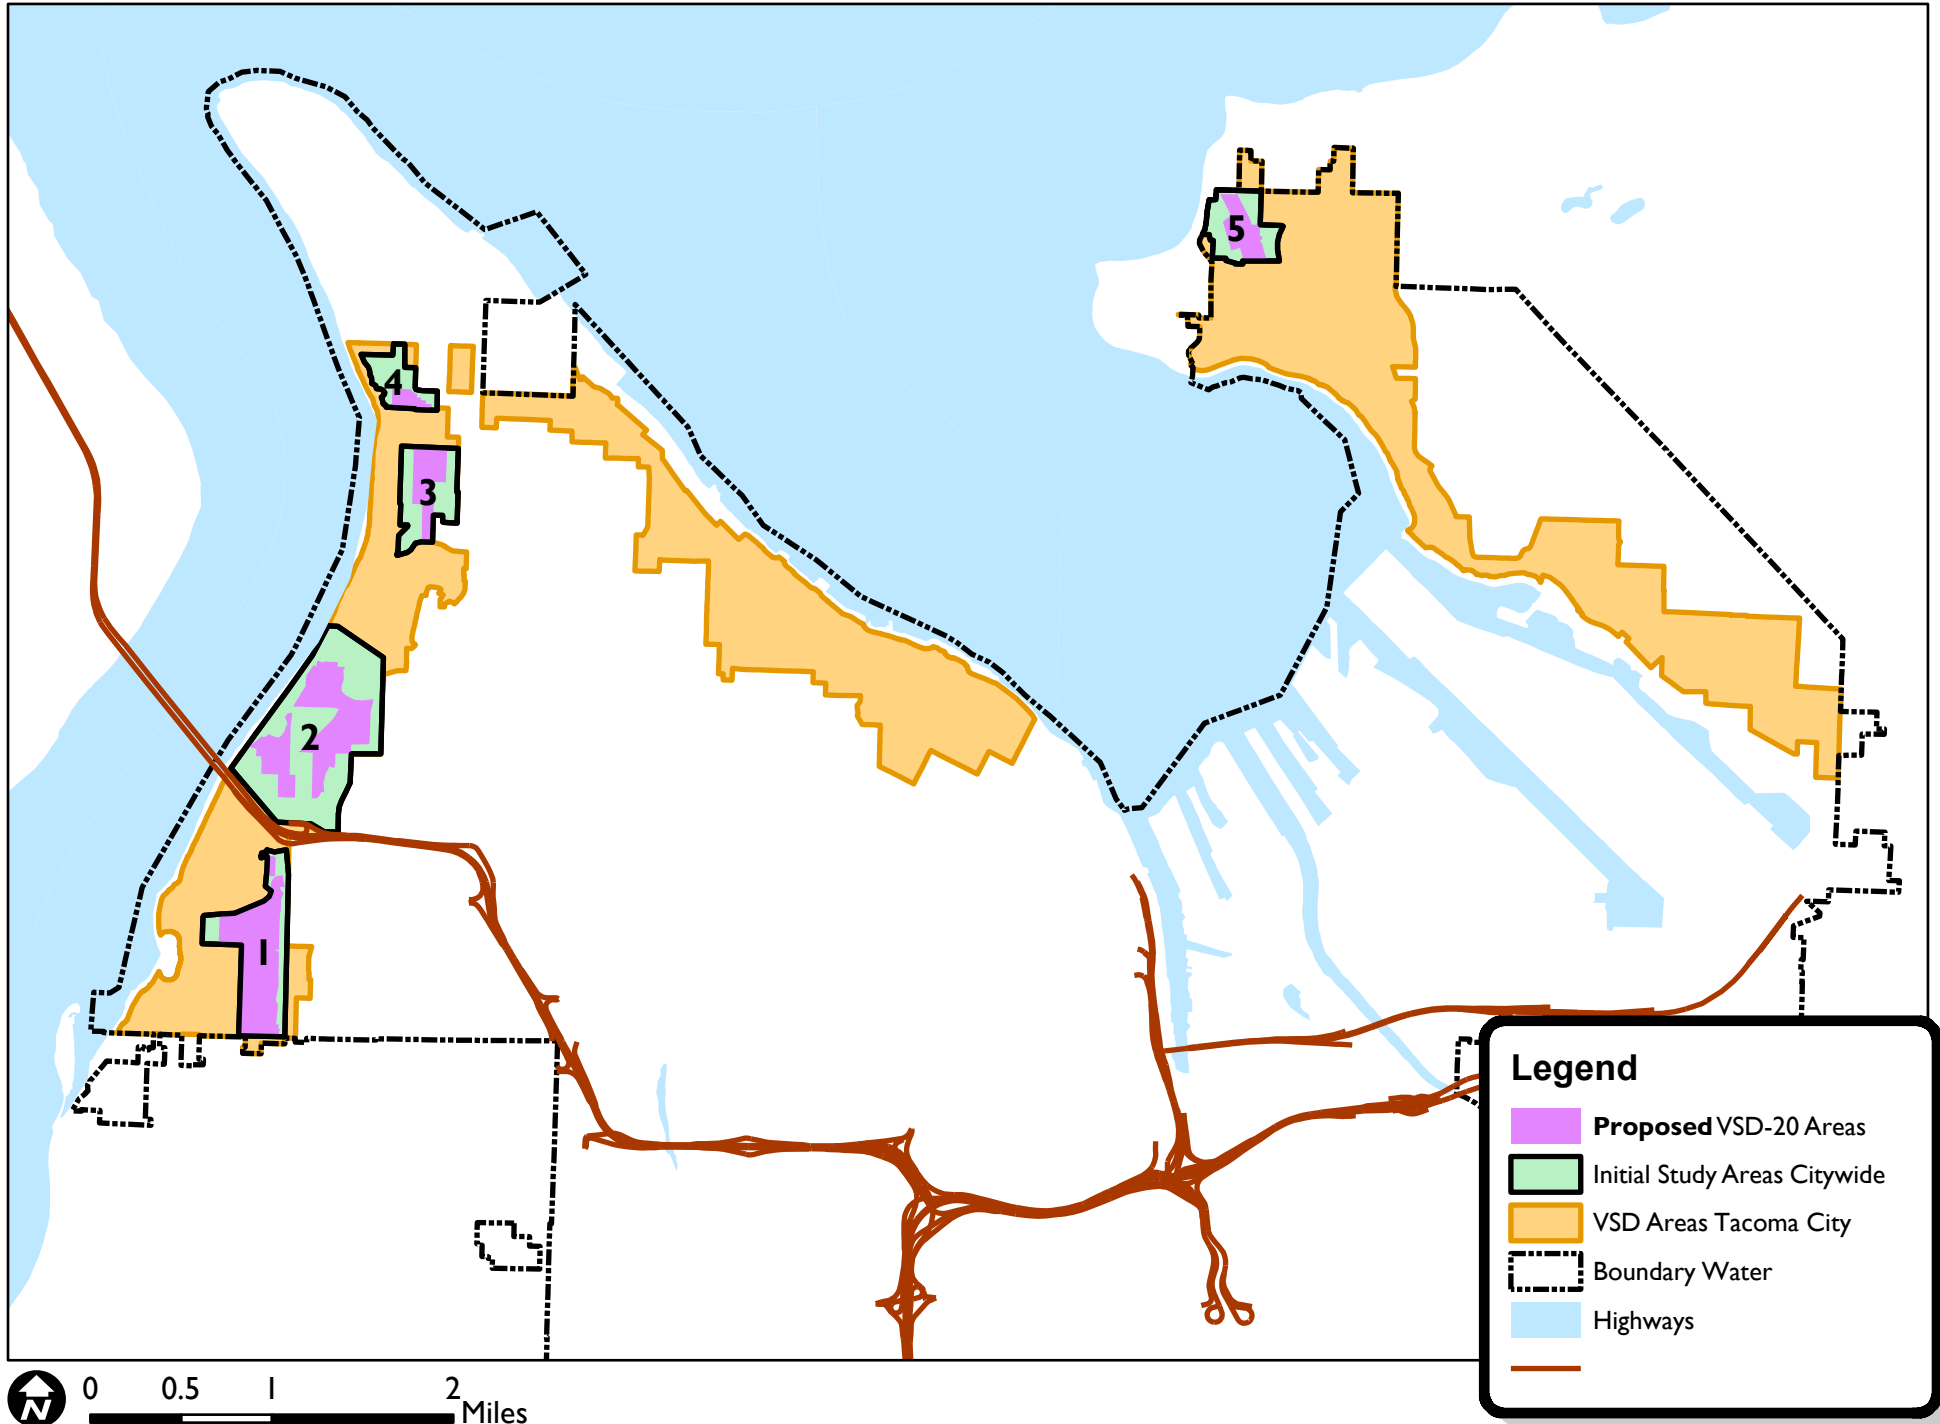 5
4
3
2
1
Legend
Proposed VSD-20 Areas
Initial Study Areas Citywide
VSD Areas Tacoma City
Boundary Water
Highways
N
0 0.5 1 2
Miles